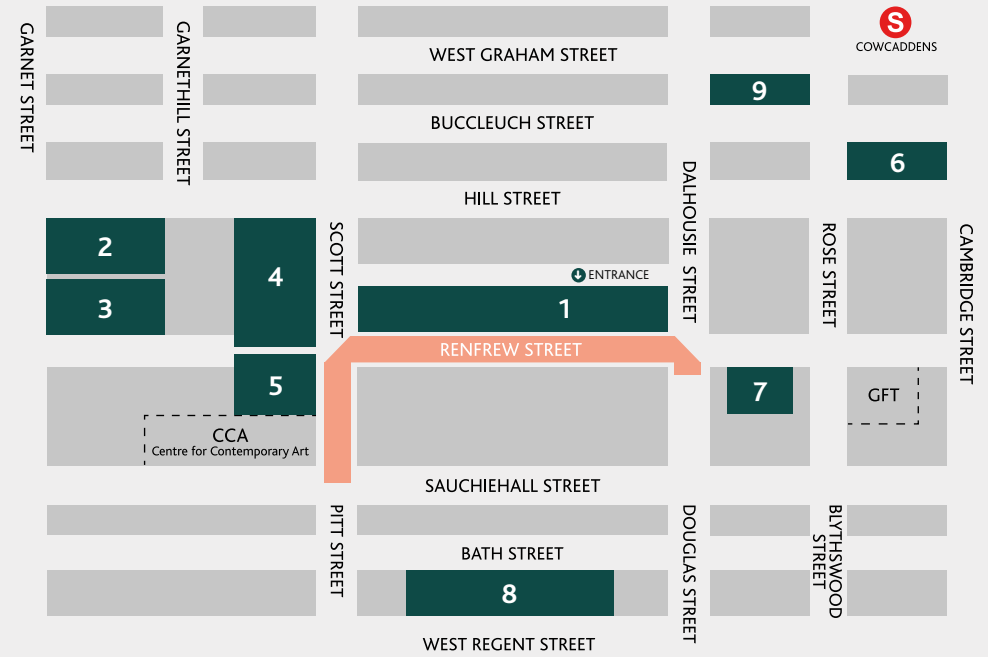 S
COWCADDENS
GARNET STREET
GARNETHILL STREET
WEST GRAHAM STREET
9
BUCCLEUCH STREET
6
HILL STREET
DALHOUSIE STREET
2
3
4
SCOTT STREET
ENTRANCE
1
ROSE STREET
CAMBRIDGE STREET
RENFREW STREET
5
7
GFT
CCA
Centre for Contemporary Art
SAUCHIEHALL STREET
PITT STREET
BATH STREET
DOUGLAS STREET
BLYTHSWOOD
STREET
8
WEST REGENT STREET